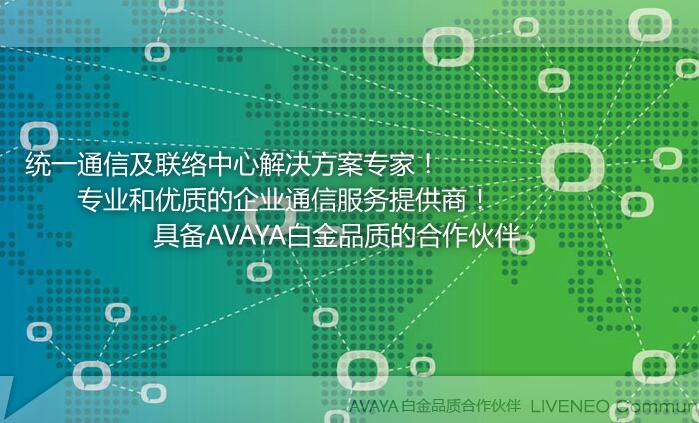 统一通信及联络中心解决方案专家！
专业和优质的企业通信服务提供商！
具备AVAYA白金品质的合作伙伴
AVAYA 白金品质合作伙伴 LIVENEO Commun